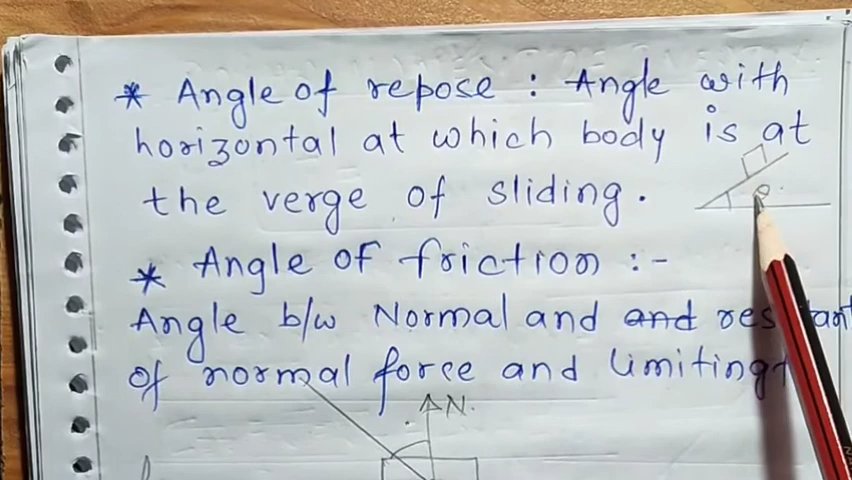 * Angle of repose : Angle with
horizontal at which body is at
the verge of sliding.
θ
* Angle of friction :-
Angle b/w Normal and and
of normal force and limiting
N.